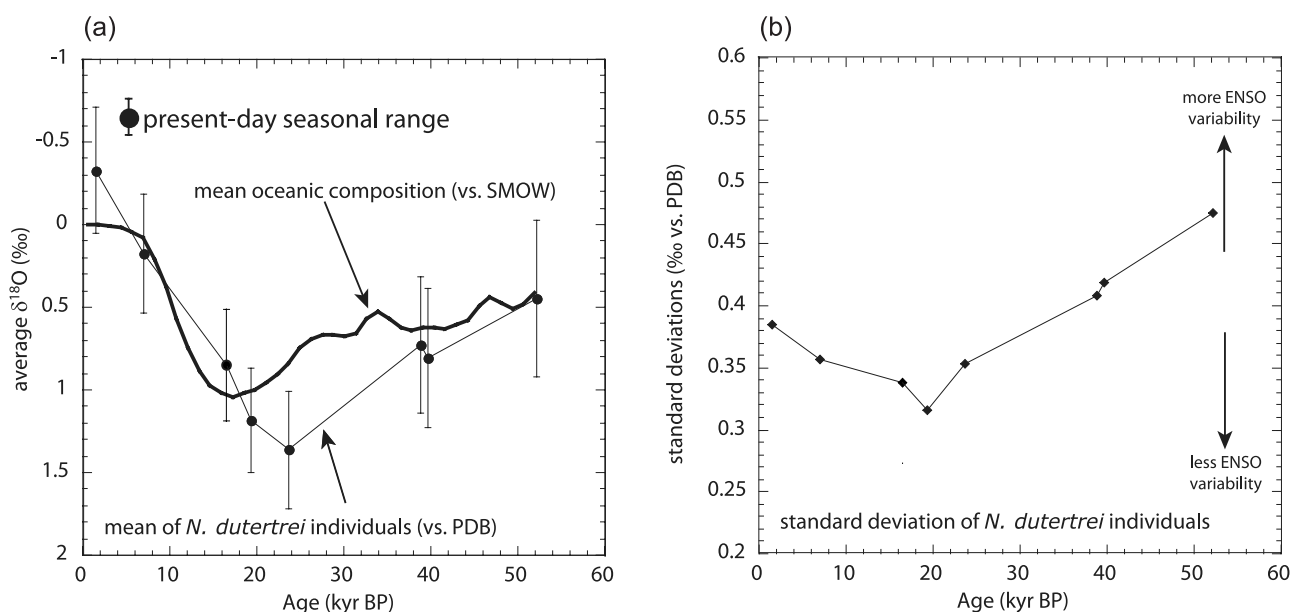 (a)
-1
-0.5
0
0.5
1
1.5
2
average δ¹⁸O (‰)
present-day seasonal range
mean oceanic composition (vs. SMOW)
mean of N. dutertrei individuals (vs. PDB)
0 10 20 30 40 50 60
Age (kyr BP)
(b)
0.6
0.55
0.5
0.45
0.4
0.35
0.3
0.25
0.2
standard deviations (‰ vs. PDB)
more ENSO
variability
less ENSO
variability
standard deviation of N. dutertrei individuals
0 10 20 30 40 50 60
Age (kyr BP)